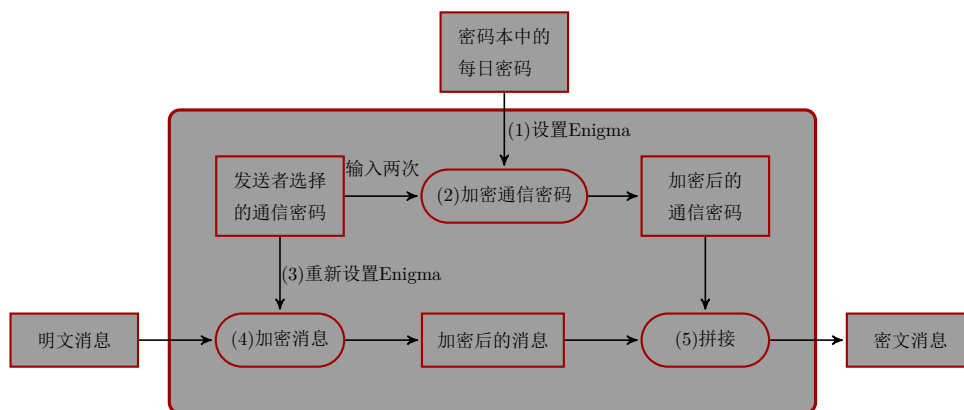 密码本中的
每日密码
(1)设置Enigma
发送者选择
的通信密码
输入两次
(2)加密通信密码
加密后的
通信密码
(3)重新设置Enigma
明文消息
(4)加密消息
加密后的消息
(5)拼接
密文消息